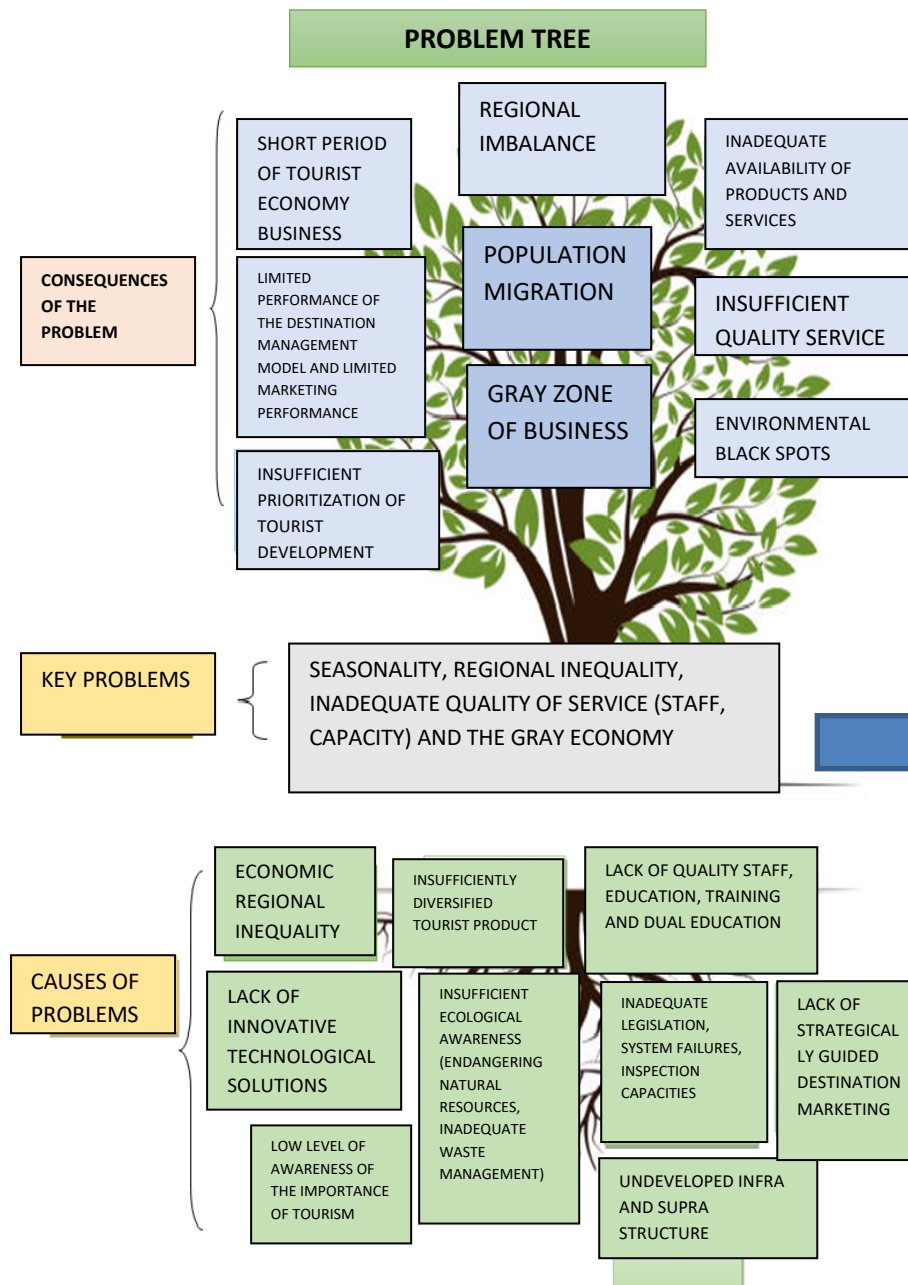 PROBLEM TREE
CONSEQUENCES
OF THE
PROBLEM
SHORT PERIOD
OF TOURIST
ECONOMY
BUSINESS
REGIONAL
IMBALANCE
INADEQUATE
AVAILABILITY OF
PRODUCTS AND
SERVICES
LIMITED
PERFORMANCE OF
THE DESTINATION
MANAGEMENT
MODEL AND LIMITED
MARKETING
PERFORMANCE
POPULATION
MIGRATION
INSUFFICIENT
QUALITY SERVICE
GRAY ZONE
OF BUSINESS
ENVIRONMENTAL
BLACK SPOTS
INSUFFICIENT
PRIORITIZATION OF
TOURIST
DEVELOPMENT
KEY PROBLEMS
SEASONALITY, REGIONAL INEQUALITY,
INADEQUATE QUALITY OF SERVICE (STAFF,
CAPACITY) AND THE GRAY ECONOMY
CAUSES OF
PROBLEMS
ECONOMIC
REGIONAL
INEQUALITY
INSUFFICIENTLY
DIVERSIFIED
TOURIST PRODUCT
LACK OF QUALITY STAFF,
EDUCATION, TRAINING
AND DUAL EDUCATION
LACK OF
INNOVATIVE
TECHNOLOGICAL
SOLUTIONS
INSUFFICIENT
ECOLOGICAL
AWARENESS
(ENDANGERING
NATURAL
RESOURCES,
INADEQUATE
WASTE
MANAGEMENT)
INADEQUATE
LEGISLATION,
SYSTEM FAILURES,
INSPECTION
CAPACITIES
LACK OF
STRATEGICAL
LY GUIDED
DESTINATION
MARKETING
LOW LEVEL OF
AWARENESS OF
THE IMPORTANCE
OF TOURISM
UNDEVELOPED INFRA
AND SUPRA
STRUCTURE